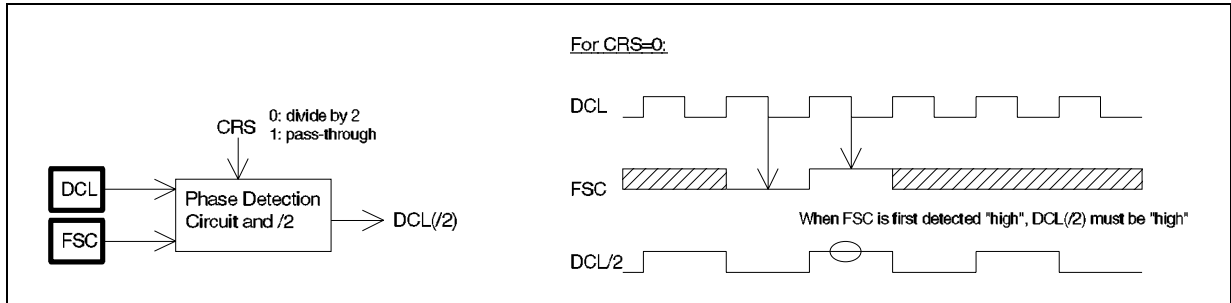 CRS
0: divide by 2
1: pass-through
DCL
FSC
Phase Detection
Circuit and /2
DCL(/2)
For CRS=0:
DCL
FSC
When FSC is first detected "high", DCL(/2) must be "high"
DCL/2